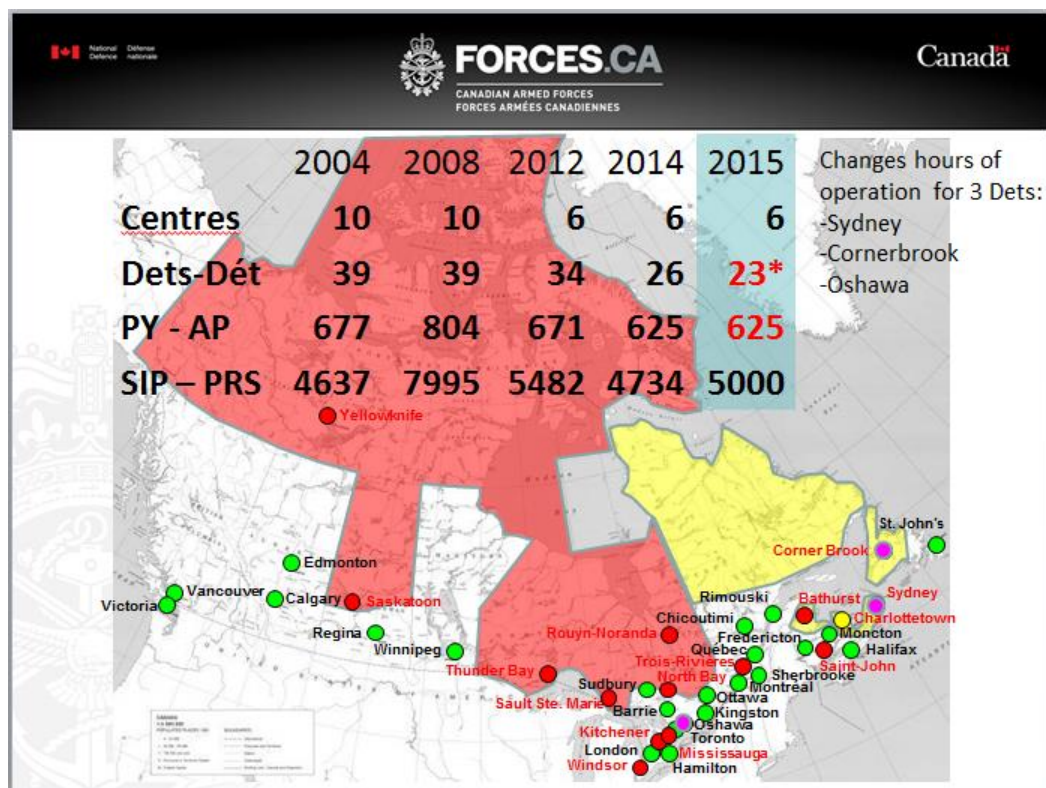 National Défense
Defence nationale
FORCES.CA
CANADIAN ARMED FORCES
FORCES ARMÉES CANADIENNES
Canada
2004 2008 2012 2014 2015
Centres 10 10 6 6 6
Dets-Dét 39 39 34 26 23*
PY - AP 677 804 671 625 625
SIP – PRS 4637 7995 5482 4734 5000
Changes hours of
operation for 3 Dets:
-Sydney
-Cornerbrook
-Oshawa
Yellowknife
St. John's
Corner Brook
Edmonton
Vancouver
Victoria
Calgary
Saskatoon
Regina
Winnipeg
Rimouski
Bathurst
Sydney
Chicoutimi
Charlottetown
Rouyn-Noranda
Fredericton
Moncton
Québec
Halifax
Trois-Rivières
Saint-John
Thunder Bay
North Bay
Sherbrooke
Sudbury
Montréal
Sault Ste. Marie
Ottawa
Barrie
Kingston
Oshawa
Kitchener
Toronto
London
Mississauga
Windsor
Hamilton
CANADA